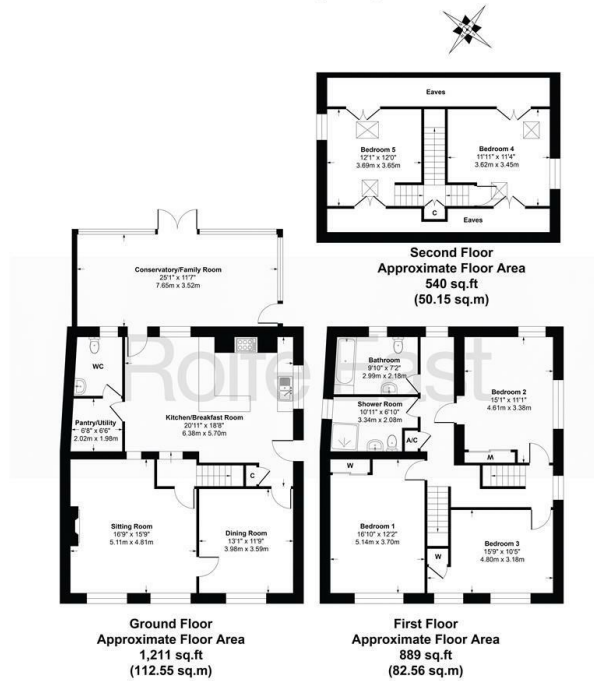 Eaves
Bedroom 5
12'1" x 12'0"
3.69m x 3.65m
Bedroom 4
11'11" x 11'4"
3.62m x 3.45m
C
Eaves
Second Floor
Approximate Floor Area
540 sq.ft
(50.15 sq.m)
Conservatory/Family Room
25'1" x 11'7"
7.65m x 3.52m
Rolfe East
WC
Pantry/Utility
6'8" x 6'6"
2.02m x 1.98m
Kitchen/Breakfast Room
20'11" x 18'8"
6.38m x 5.70m
C
Sitting Room
16'9" x 15'9"
5.11m x 4.81m
Dining Room
13'1" x 11'9"
3.98m x 3.59m
Ground Floor
Approximate Floor Area
1,211 sq.ft
(112.55 sq.m)
Bathroom
9'10" x 7'2"
2.99m x 2.18m
Shower Room
10'11" x 6'10"
3.34m x 2.08m
A/C
Bedroom 2
15'1" x 11'1"
4.61m x 3.38m
W
W
Bedroom 1
16'10" x 12'2"
5.14m x 3.70m
W
Bedroom 3
15'9" x 10'5"
4.80m x 3.18m
First Floor
Approximate Floor Area
889 sq.ft
(82.56 sq.m)